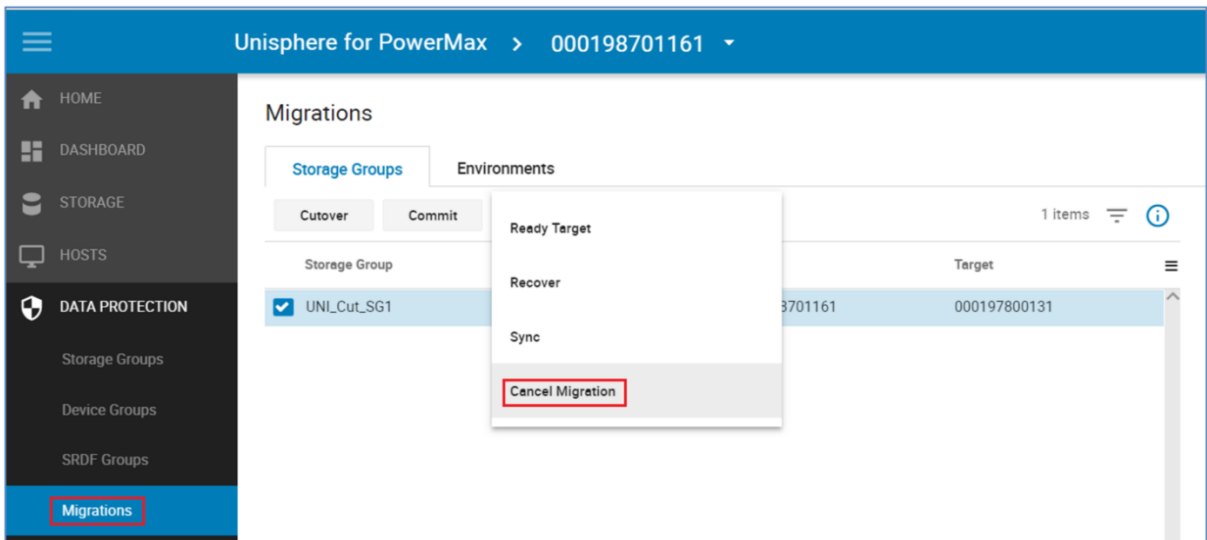 Unisphere for PowerMax > 000198701161
HOME
DASHBOARD
STORAGE
HOSTS
DATA PROTECTION
Storage Groups
Device Groups
SRDF Groups
Migrations
Migrations
Storage Groups Environments
Cutover Commit 1 items
Storage Group Target
UNI_Cut_SG1 8701161 000197800131
Ready Target
Recover
Sync
Cancel Migration